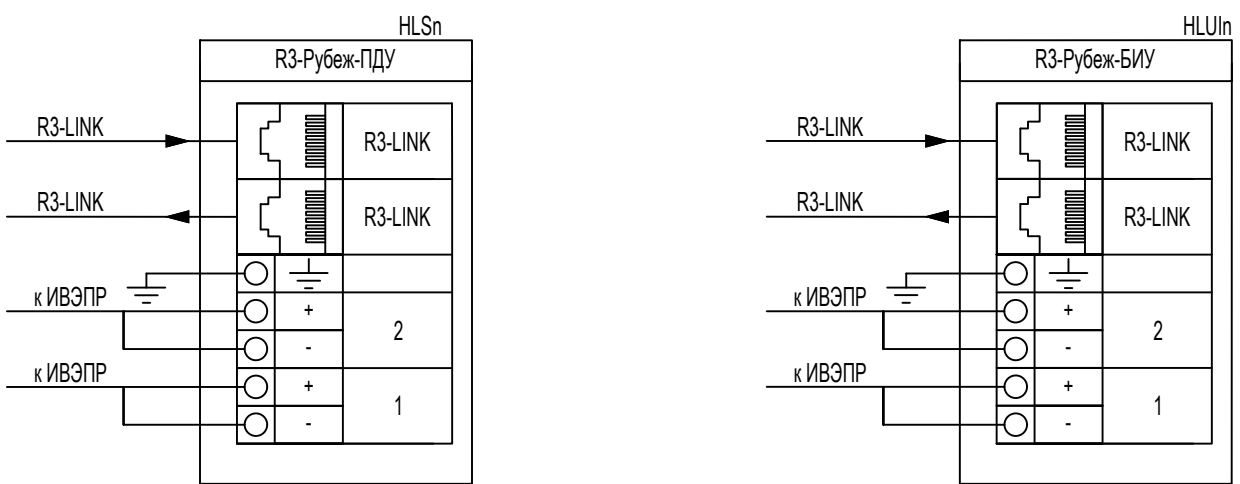 HLSn
R3-Рубеж-ПДУ
R3-LINK
R3-LINK
R3-LINK
R3-LINK
к ИВЭПР
+
2
-
к ИВЭПР
+
1
-
HLUIn
R3-Рубеж-БИУ
R3-LINK
R3-LINK
R3-LINK
R3-LINK
к ИВЭПР
+
2
-
к ИВЭПР
+
1
-